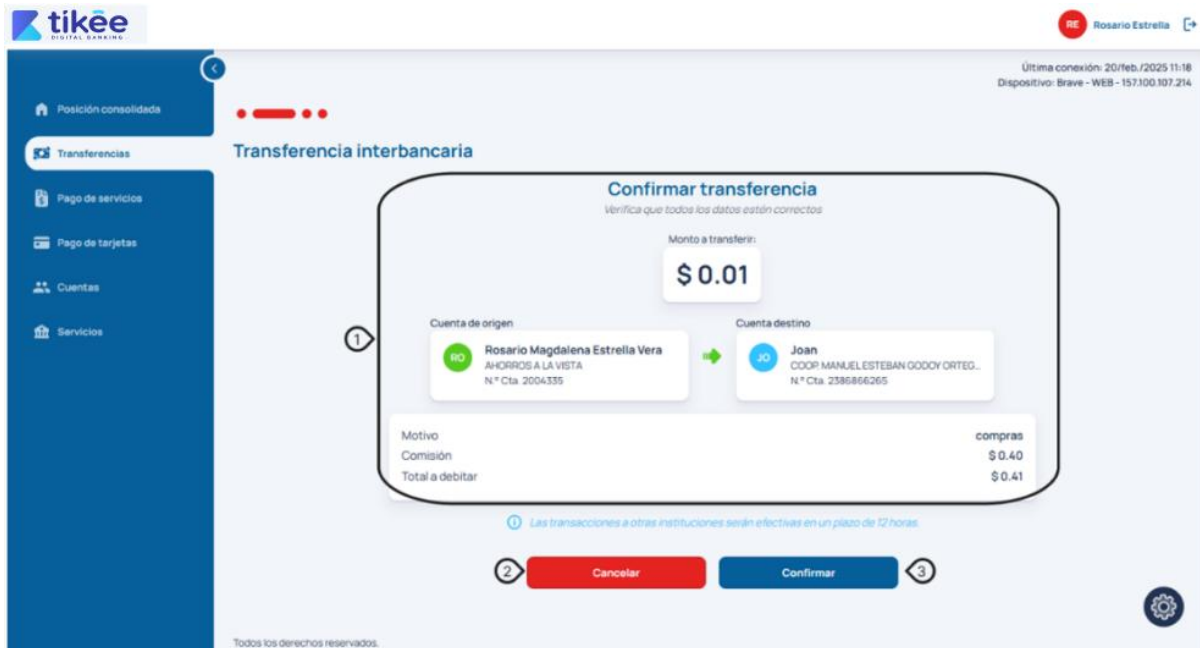 tikēe
DIGITAL BANKING
RE
Rosario Estrella
Última conexión: 20/feb./2025 11:18
Dispositivo: Brave - WEB - 157.100.107.214
Posición consolidada
Transferencias
Pago de servicios
Pago de tarjetas
Cuentas
Servicios
Transferencia interbancaria
Confirmar transferencia
Verifica que todos los datos estén correctos
Monto a transferir:
$ 0.01
1
Cuenta de origen
RO
Rosario Magdalena Estrella Vera
AHORROS A LA VISTA
N.° Cta. 2004335
Cuenta destino
JO
Joan
COOP. MANUEL ESTEBAN GODOY ORTEG...
N.° Cta. 2386866265
Motivo compras
Comisión $ 0.40
Total a debitar $ 0.41
Las transacciones a otras instituciones serán efectivas en un plazo de 12 horas.
2
Cancelar
Confirmar
3
Todos los derechos reservados.